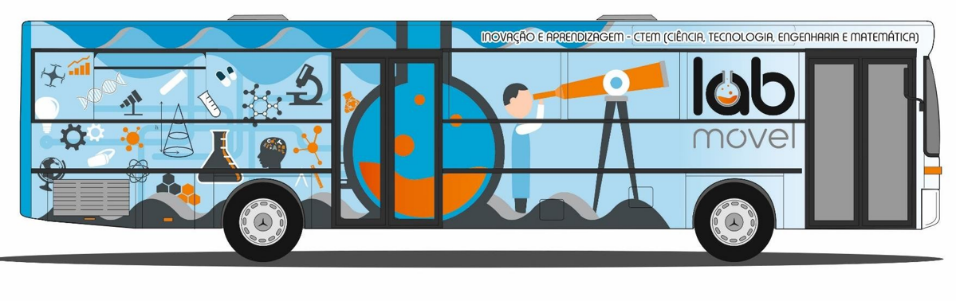 INOVAÇÃO E APRENDIZAGEM - CTEM (CIÊNCIA, TECNOLOGIA, ENGENHARIA E MATEMÁTICA)
lab
movel